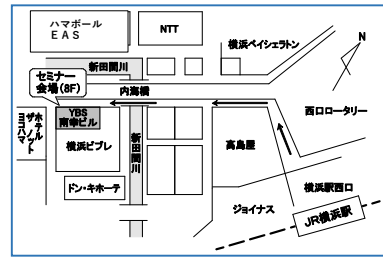 ハマボール
EAS
NTT
横浜ベイシェラトン
N
新田間川
セミナー
会場(8F)
内海橋
西口ロータリー
YBS
南幸ビル
ホテル
ザ・ノット
ヨコハマ
横浜ビブレ
新田間川
高島屋
ドン・キホーテ
ジョイナス
横浜駅西口
JR横浜駅